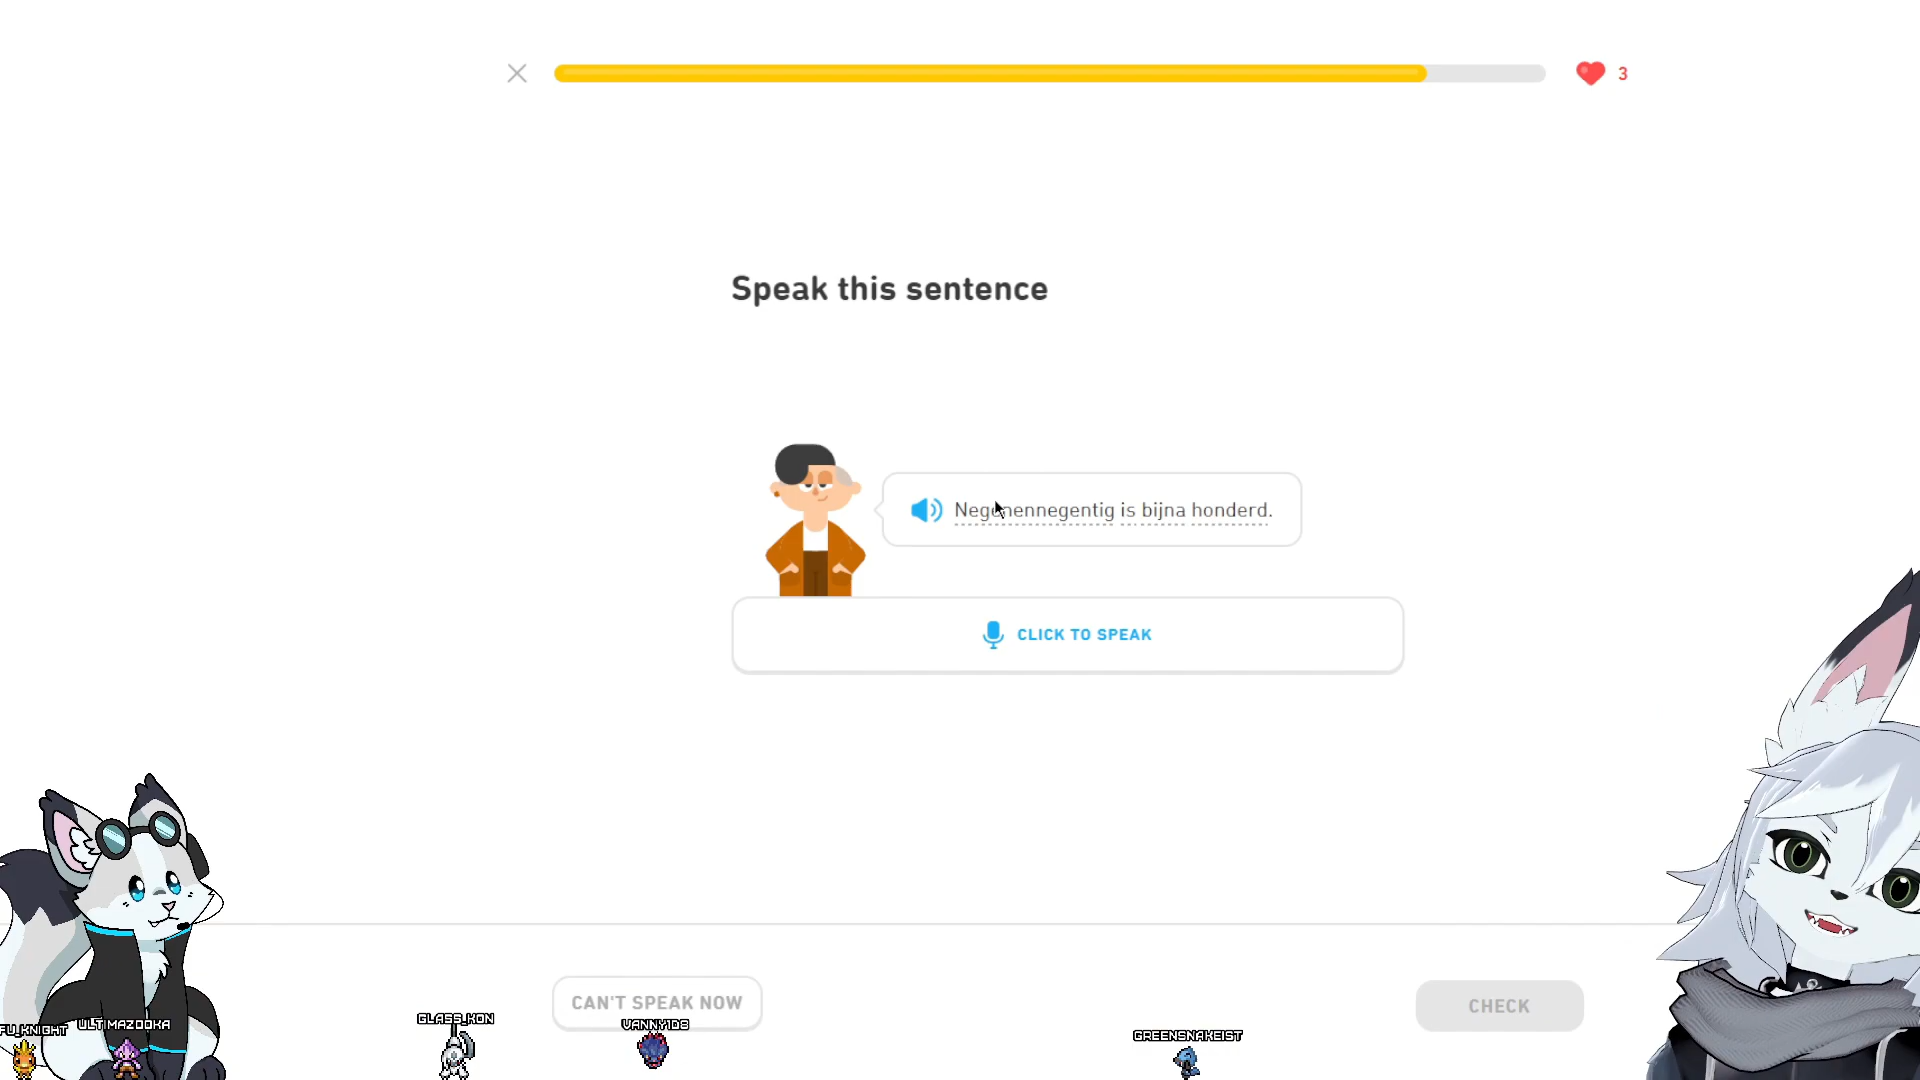 3
Speak this sentence
Negenennegentig is bijna honderd.
CLICK TO SPEAK
CAN'T SPEAK NOW
CHECK
FU_KNIGHT
ULTIMAZOOKA
GLASS_KON
VANNY1D8
GREENSNAKEIST